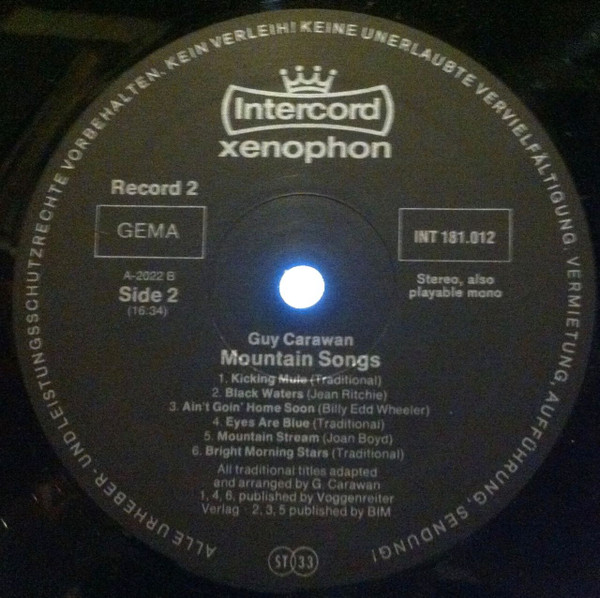 ALLE URHEBER- UND LEISTUNGSSCHUTZRECHTE VORBEHALTEN. KEIN VERLEIH! KEINE UNERLAUBTE VERVIELFÄLTIGUNG, VERMIETUNG, AUFFÜHRUNG, SENDUNG!
Intercord
xenophon
Record 2
GEMA
INT 181.012
A-2022 B
Side 2
(16:34)
Stereo, also
playable mono
Guy Carawan
Mountain Songs
1. Kicking Mule (Traditional)
2. Black Waters (Jean Ritchie)
3. Ain't Goin' Home Soon (Billy Edd Wheeler)
4. Eyes Are Blue (Traditional)
5. Mountain Stream (Joan Boyd)
6. Bright Morning Stars (Traditional)
All traditional titles adapted
and arranged by G. Carawan
1, 4, 6, published by Voggenreiter
Verlag · 2, 3, 5 published by BIM
ST 33